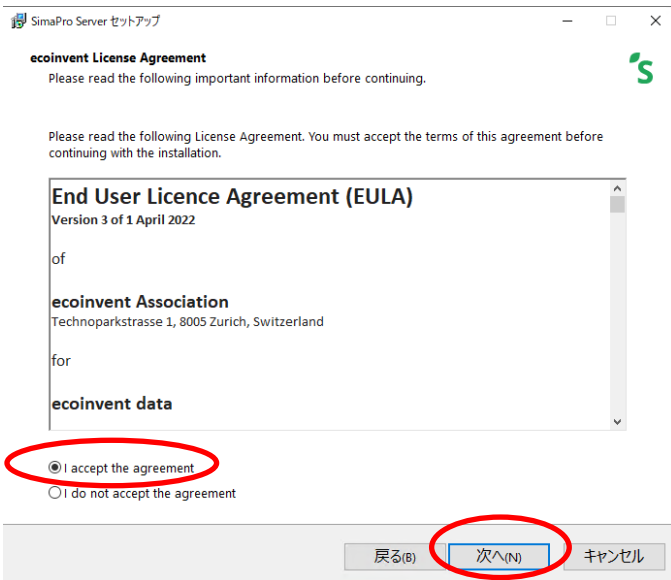 SimaPro Server セットアップ
ecoinvent License Agreement
Please read the following important information before continuing.
Please read the following License Agreement. You must accept the terms of this agreement before
continuing with the installation.
End User Licence Agreement (EULA)
Version 3 of 1 April 2022
of
ecoinvent Association
Technoparkstrasse 1, 8005 Zurich, Switzerland
for
ecoinvent data
I accept the agreement
I do not accept the agreement
戻る(B)
次へ(N)
キャンセル